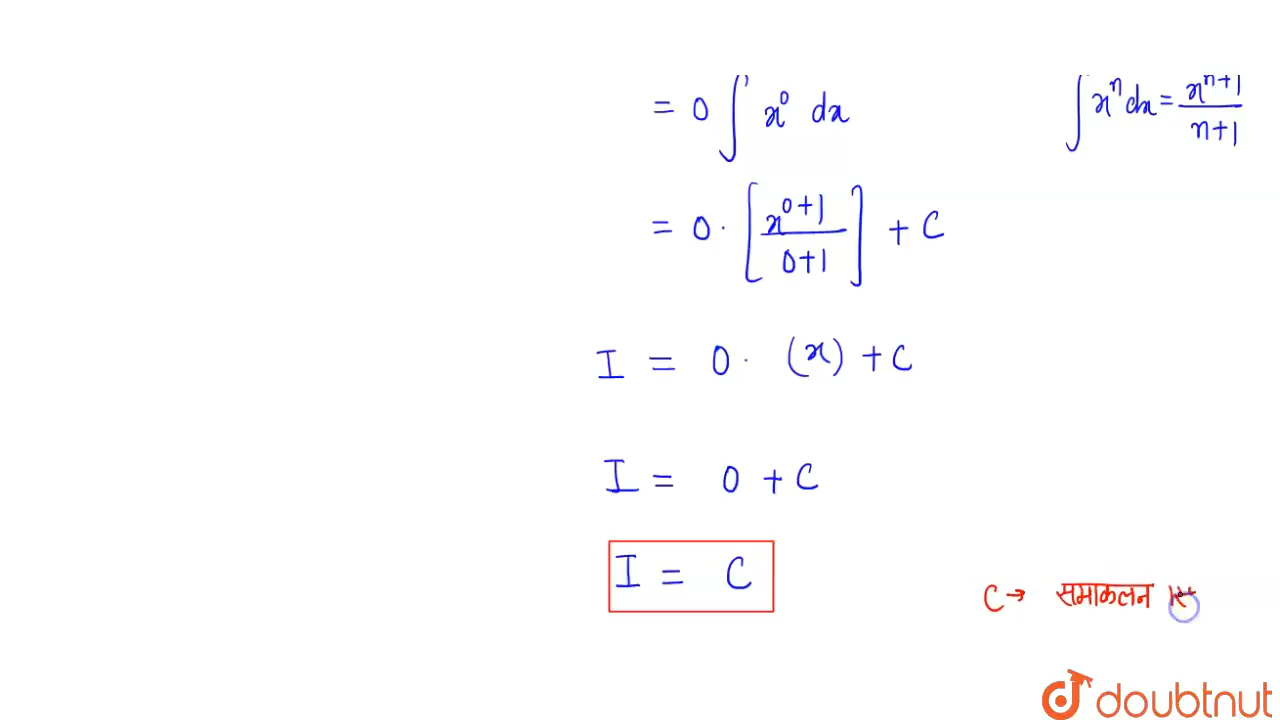 = 0 ∫ x⁰ dx
∫ xⁿ dx = xⁿ⁺¹ / n+1
= 0 · [x⁰⁺¹ / 0+1] + C
I = 0 · (x) + C
I = 0 + C
I = C
C → समाकलन
doubtnut